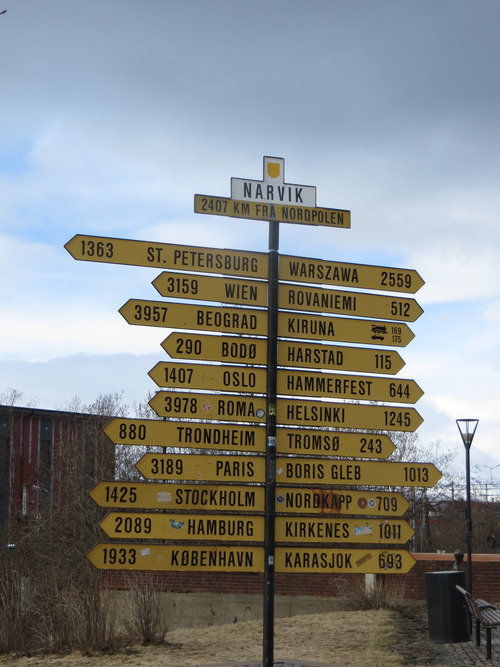 NARVIK
2407 KM FRÅ NORDPOLEN
1363 ST. PETERSBURG
WARSZAWA 2559
3159 WIEN
ROVANIEMI 512
3957 BEOGRAD
KIRUNA 169
175
290 BODØ
HARSTAD 115
1407 OSLO
HAMMERFEST 644
3978 ROMA
HELSINKI 1245
880 TRONDHEIM
TROMSØ 243
3189 PARIS
BORIS GLEB 1013
1425 STOCKHOLM
NORDKAPP 709
2089 HAMBURG
KIRKENES 1011
1933 KØBENHAVN
KARASJOK 693